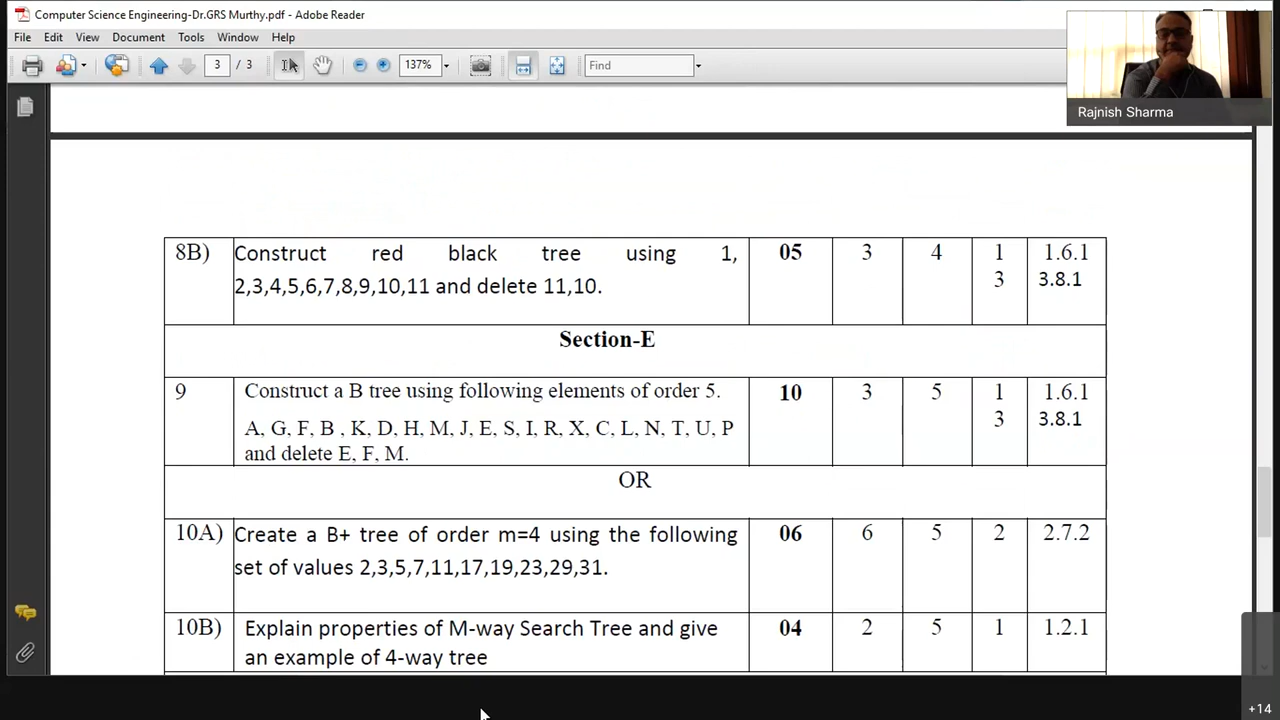 Computer Science Engineering-Dr.GRS Murthy.pdf - Adobe Reader
File Edit View Document Tools Window Help
3 / 3 137% Find
Rajnish Sharma
8B) Construct red black tree using 1, 05 3 4 1 1.6.1
2,3,4,5,6,7,8,9,10,11 and delete 11,10. 3 3.8.1
Section-E
9 Construct a B tree using following elements of order 5. 10 3 5 1 1.6.1
A, G, F, B , K, D, H, M, J, E, S, I, R, X, C, L, N, T, U, P 3 3.8.1
and delete E, F, M.
OR
10A) Create a B+ tree of order m=4 using the following 06 6 5 2 2.7.2
set of values 2,3,5,7,11,17,19,23,29,31.
10B) Explain properties of M-way Search Tree and give 04 2 5 1 1.2.1
an example of 4-way tree
+14